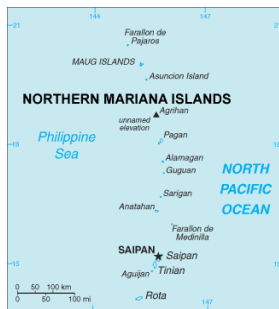 144
147
21
Farallon de
Pajaros
MAUG ISLANDS
Asuncion Island
NORTHERN MARIANA ISLANDS
Agrihan
unnamed
elevation
Philippine
Sea
Pagan
18
Alamagan
Guguan
NORTH
PACIFIC
OCEAN
Sarigan
Anatahan
Farallon de
Medinilla
SAIPAN
Saipan
15
Tinian
Aguijan
0 50 100 km
0 50 100 mi
Rota
147